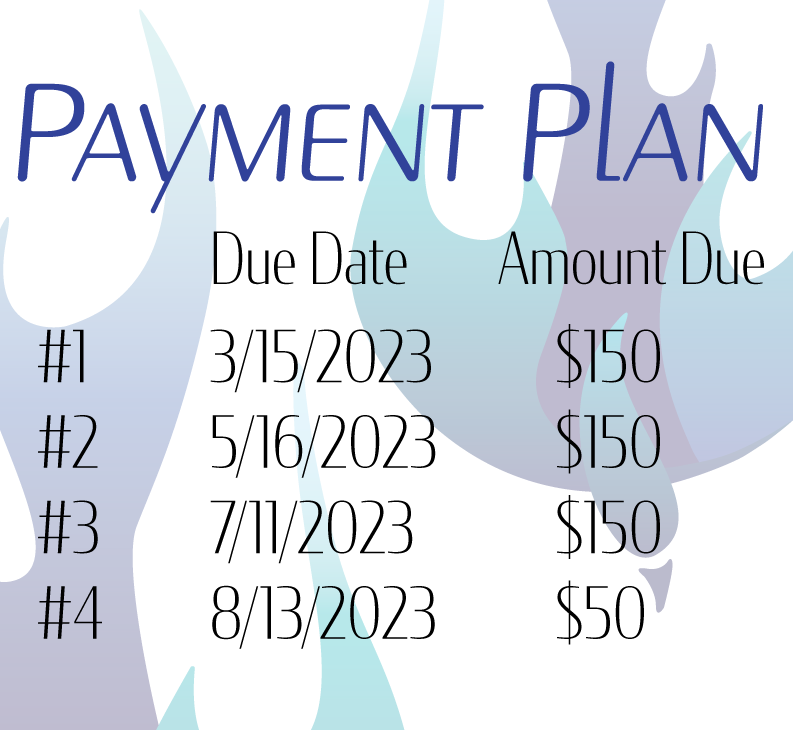 Payment Plan
Due Date Amount Due
#1 3/15/2023 $150
#2 5/16/2023 $150
#3 7/11/2023 $150
#4 8/13/2023 $50